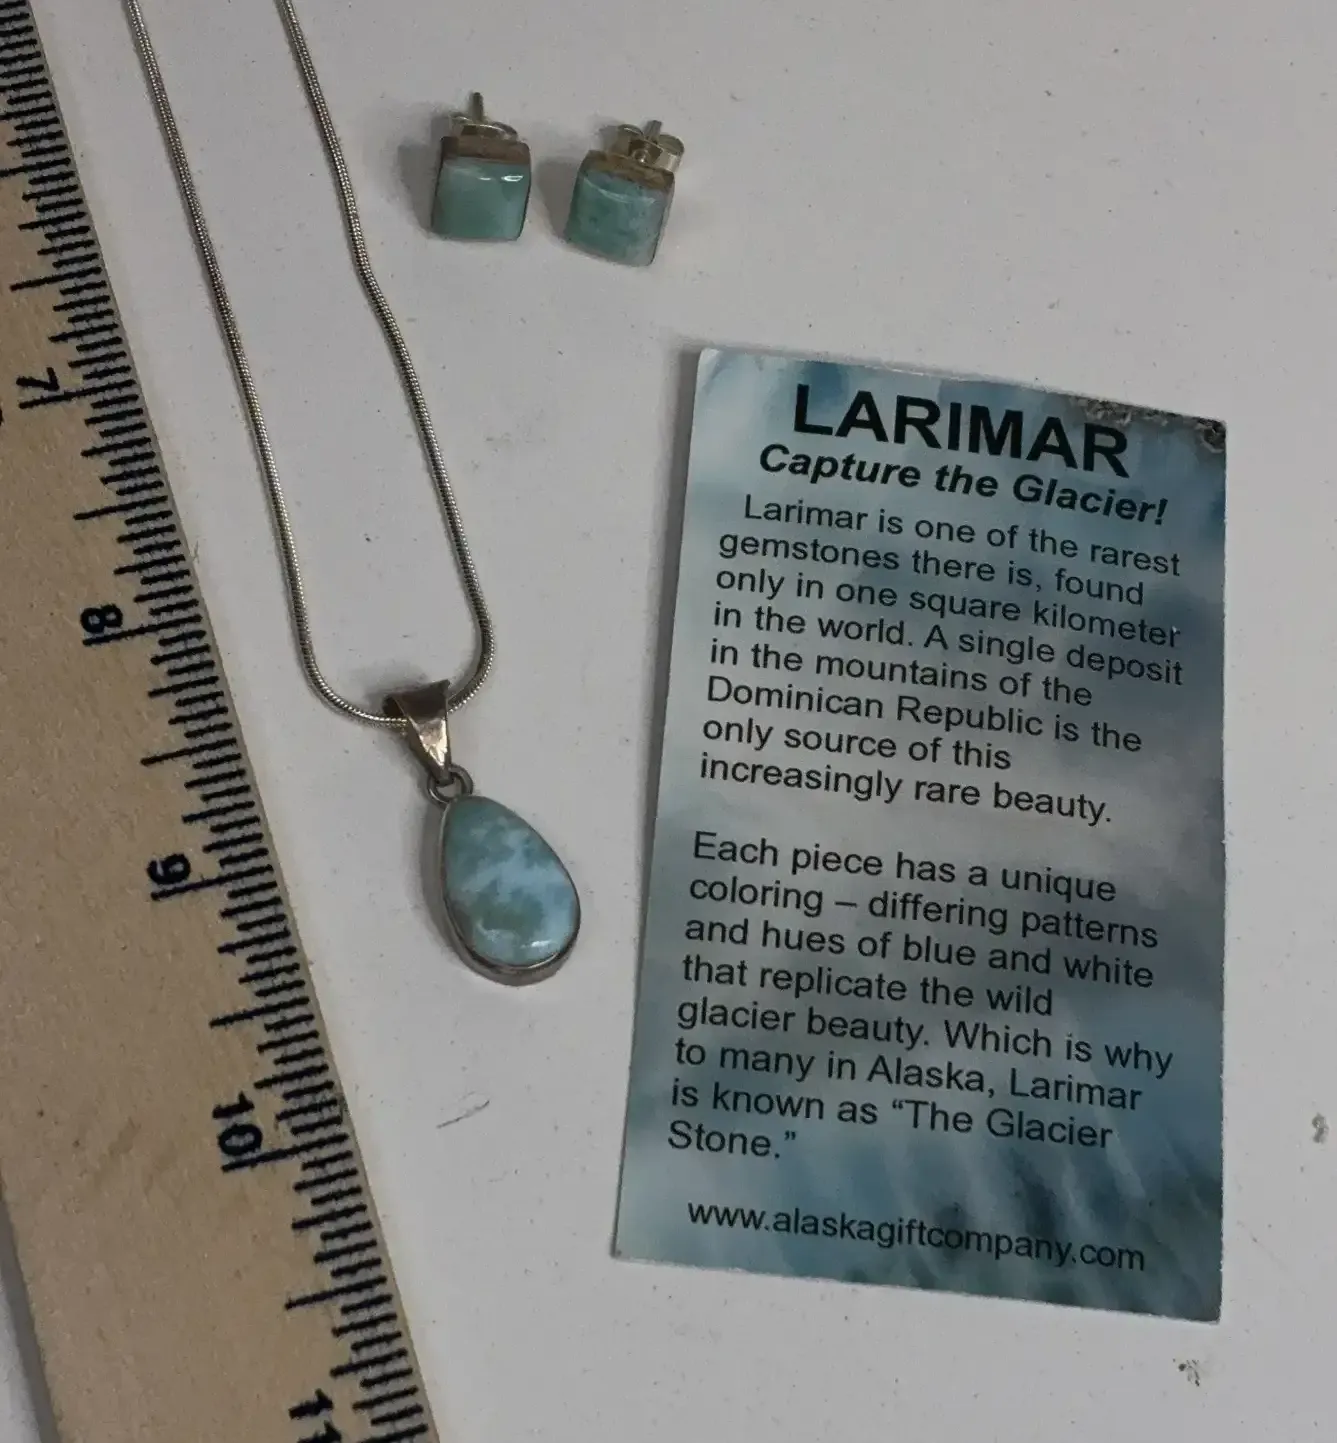 7
8
9
10
11
LARIMAR
Capture the Glacier!
Larimar is one of the rarest
gemstones there is, found
only in one square kilometer
in the world. A single deposit
in the mountains of the
Dominican Republic is the
only source of this
increasingly rare beauty.
Each piece has a unique
coloring – differing patterns
and hues of blue and white
that replicate the wild
glacier beauty. Which is why
to many in Alaska, Larimar
is known as “The Glacier
Stone.”
www.alaskagiftcompany.com